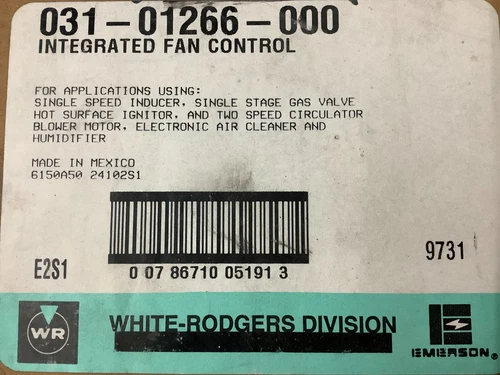 031-01266-000
INTEGRATED FAN CONTROL
FOR APPLICATIONS USING:
SINGLE SPEED INDUCER, SINGLE STAGE GAS VALVE
HOT SURFACE IGNITOR, AND TWO SPEED CIRCULATOR
BLOWER MOTOR, ELECTRONIC AIR CLEANER AND
HUMIDIFIER
MADE IN MEXICO
6150A50 24102S1
0 07 86710 05191 3
E2S1
9731
WR
WHITE-RODGERS DIVISION
EMERSON®